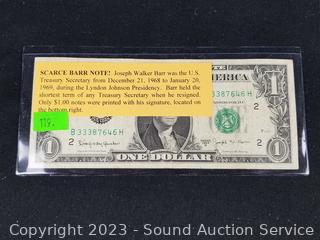 SCARCE BARR NOTE! Joseph Walker Barr was the U.S.
Treasury Secretary from December 21, 1968 to January 20,
1969, during the Lyndon Johnson Presidency. Barr held
the shortest term of any Treasury Secretary when he resigned.
Only $1.00 notes were printed with his signature, located on
the bottom right.
119.
AMERICA
1
2
2
B 33387646 H
2
2
1
ONE DOLLAR
1
Copyright 2023 - Sound Auction Service